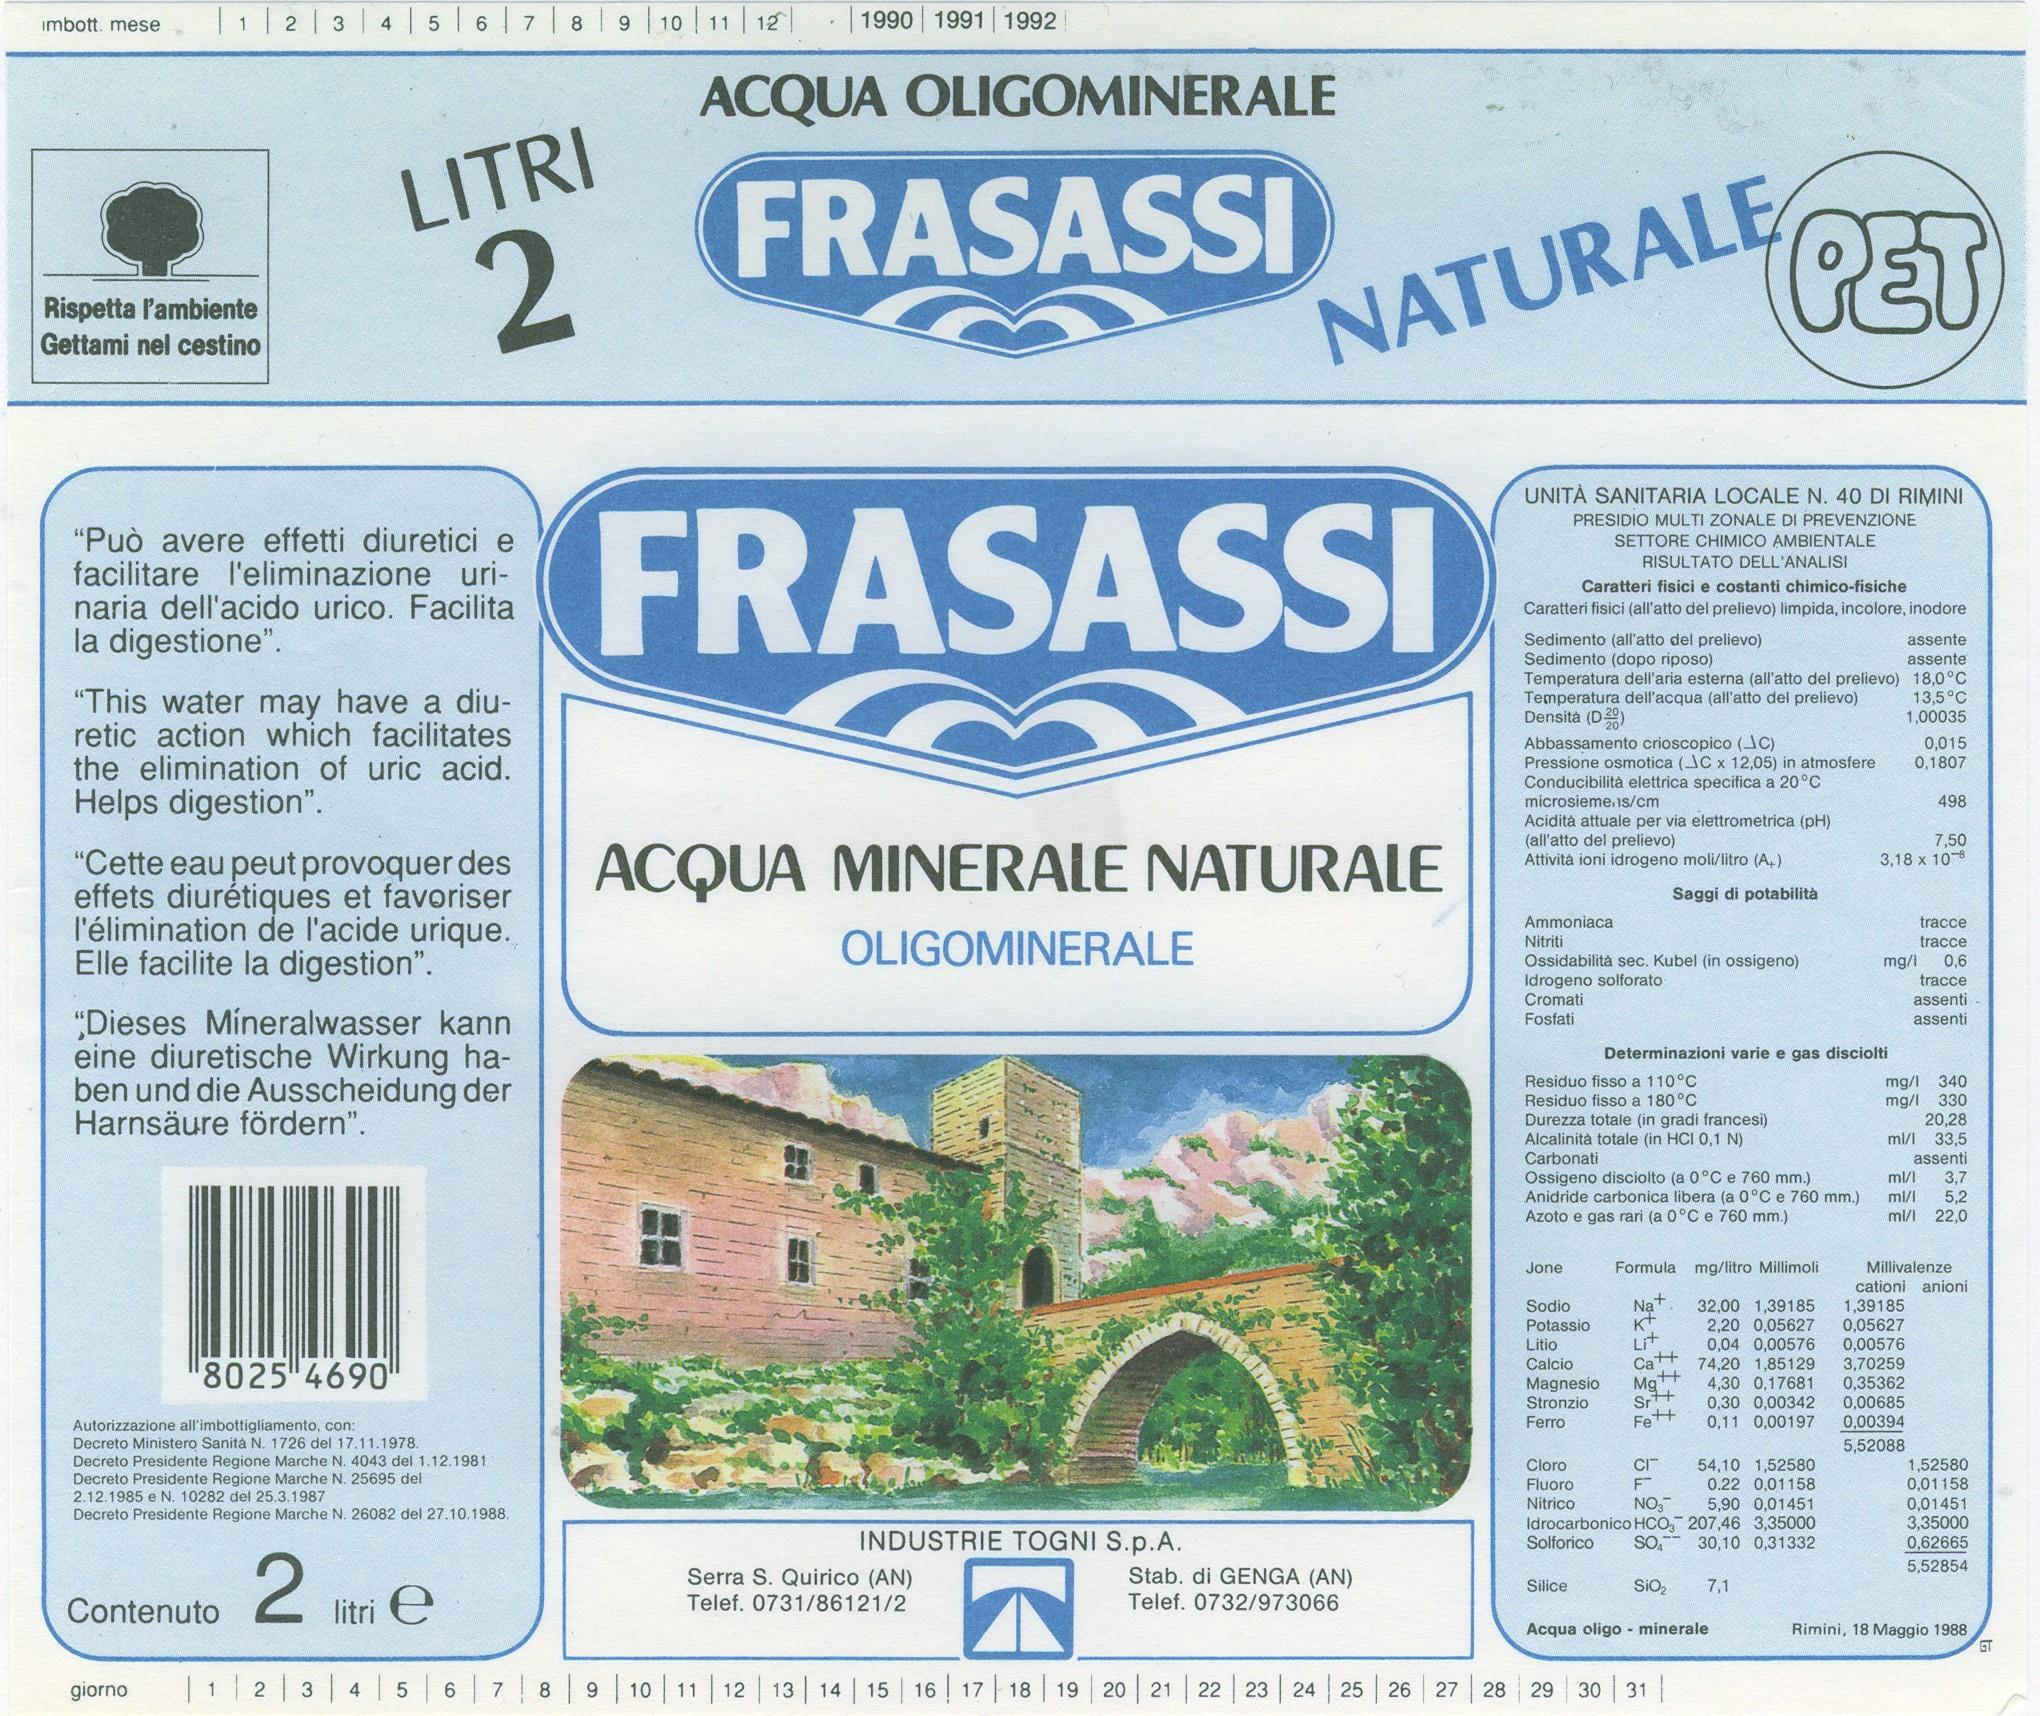 imbott. mese 1 2 3 4 5 6 7 8 9 10 11 12 1990 1991 1992
ACQUA OLIGOMINERALE
LITRI
2
FRASASSI
NATURALE
PET
Rispetta l'ambiente
Gettami nel cestino
"Può avere effetti diuretici e
facilitare l'eliminazione uri-
naria dell'acido urico. Facilita
la digestione".
"This water may have a diu-
retic action which facilitates
the elimination of uric acid.
Helps digestion".
"Cette eau peut provoquer des
effets diurétiques et favoriser
l'élimination de l'acide urique.
Elle facilite la digestion".
"Dieses Mineralwasser kann
eine diuretische Wirkung ha-
ben und die Ausscheidung der
Harnsäure fördern".
8025 4690
Autorizzazione all'imbottigliamento, con:
Decreto Ministero Sanità N. 1726 del 17.11.1978.
Decreto Presidente Regione Marche N. 4043 del 1.12.1981
Decreto Presidente Regione Marche N. 25695 del
2.12.1985 e N. 10282 del 25.3.1987
Decreto Presidente Regione Marche N. 26082 del 27.10.1988.
Contenuto 2 litri e
FRASASSI
ACQUA MINERALE NATURALE
OLIGOMINERALE
INDUSTRIE TOGNI S.p.A.
Serra S. Quirico (AN)
Telef. 0731/86121/2
Stab. di GENGA (AN)
Telef. 0732/973066
UNITÀ SANITARIA LOCALE N. 40 DI RIMINI
PRESIDIO MULTI ZONALE DI PREVENZIONE
SETTORE CHIMICO AMBIENTALE
RISULTATO DELL'ANALISI
Caratteri fisici e costanti chimico-fisiche
Caratteri fisici (all'atto del prelievo) limpida, incolore, inodore
Sedimento (all'atto del prelievo) assente
Sedimento (dopo riposo) assente
Temperatura dell'aria esterna (all'atto del prelievo) 18,0°C
Temperatura dell'acqua (all'atto del prelievo) 13,5°C
Densità (D 20/20) 1,00035
Abbassamento crioscopico (⊿C) 0,015
Pressione osmotica (⊿C x 12,05) in atmosfere 0,1807
Conducibilità elettrica specifica a 20°C
microsiemens/cm 498
Acidità attuale per via elettrometrica (pH)
(all'atto del prelievo) 7,50
Attività ioni idrogeno moli/litro (A₊) 3,18 x 10⁻⁸
Saggi di potabilità
Ammoniaca tracce
Nitriti tracce
Ossidabilità sec. Kubel (in ossigeno) mg/l 0,6
Idrogeno solforato tracce
Cromati assenti
Fosfati assenti
Determinazioni varie e gas disciolti
Residuo fisso a 110°C mg/l 340
Residuo fisso a 180°C mg/l 330
Durezza totale (in gradi francesi) 20,28
Alcalinità totale (in HCl 0,1 N) ml/l 33,5
Carbonati assenti
Ossigeno disciolto (a 0°C e 760 mm.) ml/l 3,7
Anidride carbonica libera (a 0°C e 760 mm.) ml/l 5,2
Azoto e gas rari (a 0°C e 760 mm.) ml/l 22,0
Jone Formula mg/litro Millimoli Millivalenze
cationi anioni
Sodio Na⁺ 32,00 1,39185 1,39185
Potassio K⁺ 2,20 0,05627 0,05627
Litio Li⁺ 0,04 0,00576 0,00576
Calcio Ca⁺⁺ 74,20 1,85129 3,70259
Magnesio Mg⁺⁺ 4,30 0,17681 0,35362
Stronzio Sr⁺⁺ 0,30 0,00342 0,00685
Ferro Fe⁺⁺ 0,11 0,00197 0,00394
5,52088
Cloro Cl⁻ 54,10 1,52580 1,52580
Fluoro F⁻ 0.22 0,01158 0,01158
Nitrico NO₃⁻ 5,90 0,01451 0,01451
Idrocarbonico HCO₃⁻ 207,46 3,35000 3,35000
Solforico SO₄⁻⁻ 30,10 0,31332 0,62665
5,52854
Silice SiO₂ 7,1
Acqua oligo - minerale Rimini, 18 Maggio 1988
GT
giorno 1 2 3 4 5 6 7 8 9 10 11 12 13 14 15 16 17 18 19 20 21 22 23 24 25 26 27 28 29 30 31